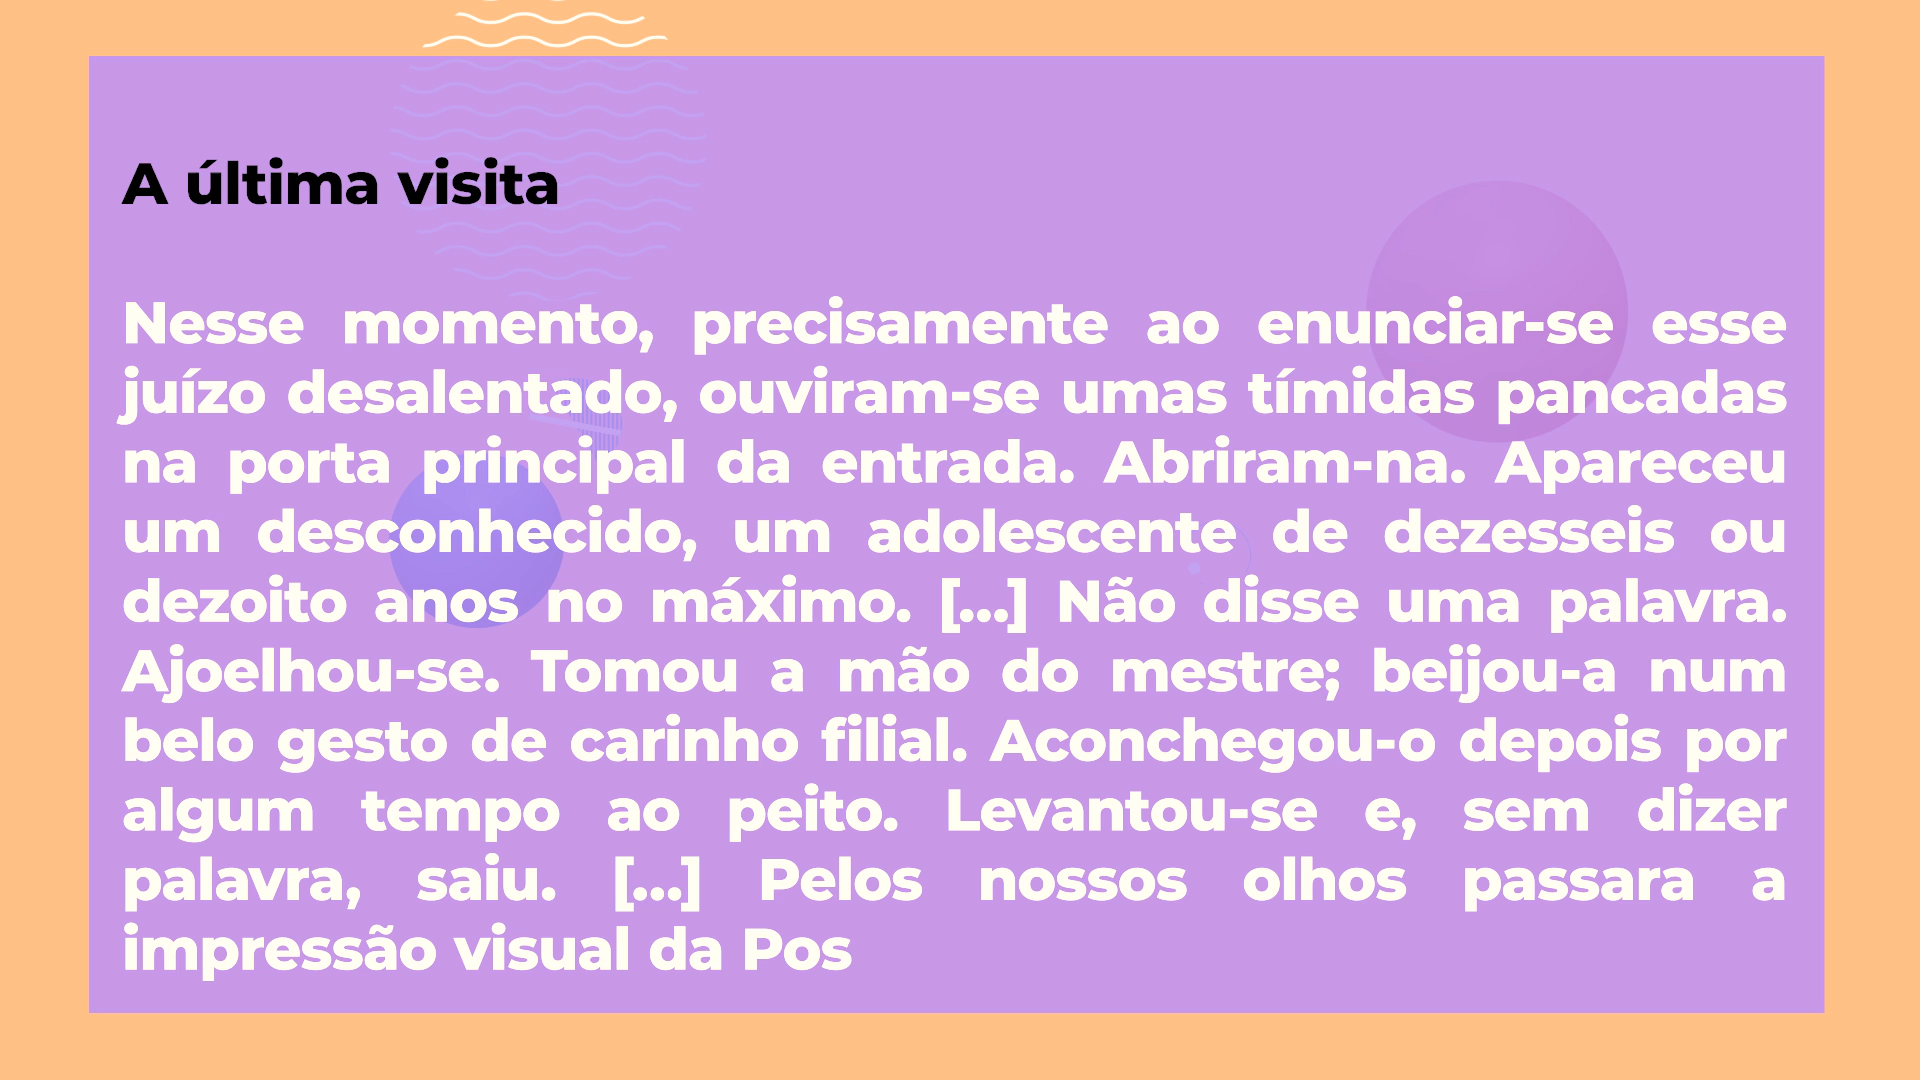 A última visita
Nesse momento, precisamente ao enunciar-se esse
juízo desalentado, ouviram-se umas tímidas pancadas
na porta principal da entrada. Abriram-na. Apareceu
um desconhecido, um adolescente de dezesseis ou
dezoito anos no máximo. [...] Não disse uma palavra.
Ajoelhou-se. Tomou a mão do mestre; beijou-a num
belo gesto de carinho filial. Aconchegou-o depois por
algum tempo ao peito. Levantou-se e, sem dizer
palavra, saiu. [...] Pelos nossos olhos passara a
impressão visual da Pos